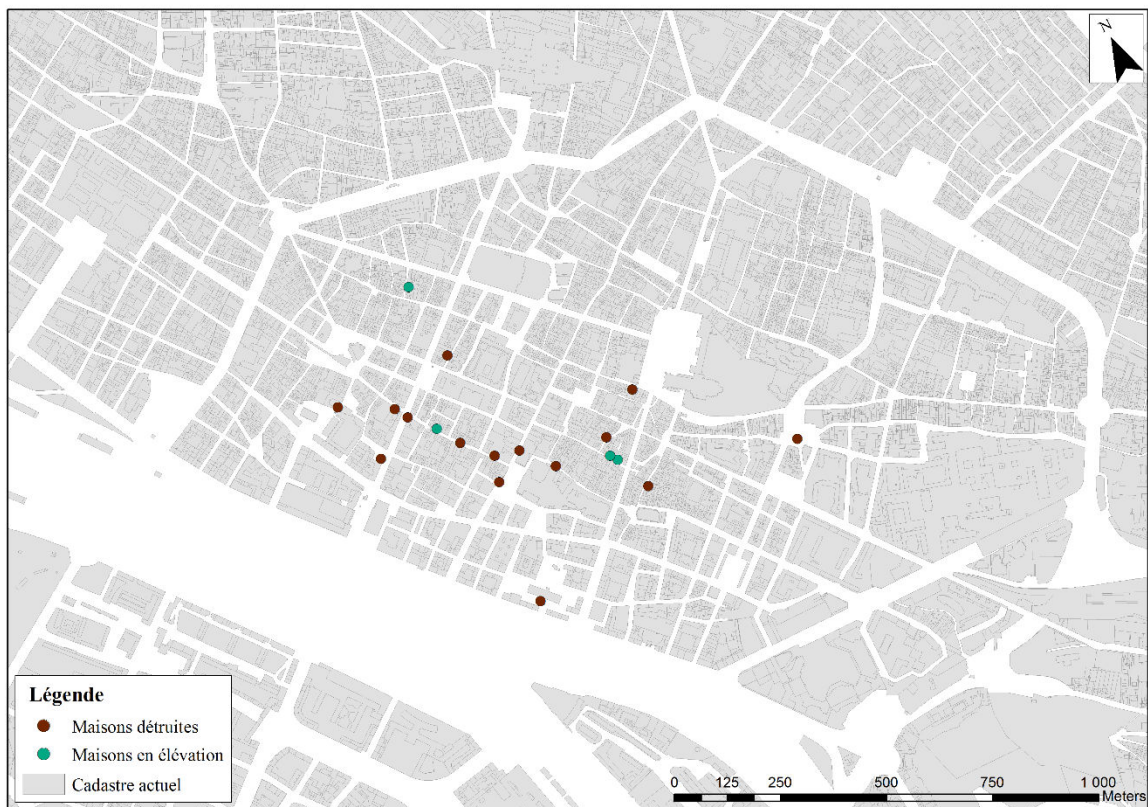 N
Légende
Maisons détruites
Maisons en élévation
Cadastre actuel
0 125 250 500 750 1 000
Meters